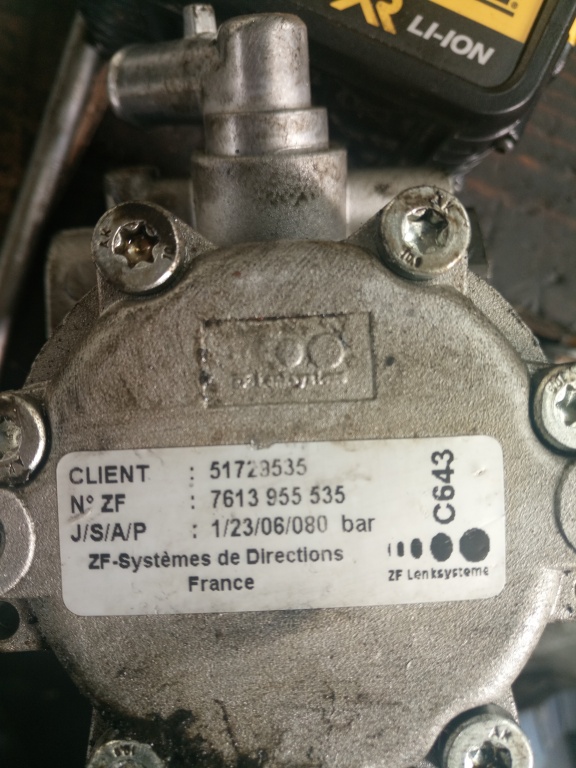 XR
LI-ION
CLIENT : 51729535
N° ZF : 7613 955 535
J/S/A/P : 1/23/06/080 bar
ZF-Systèmes de Directions
France
C643
ZF Lenksysteme